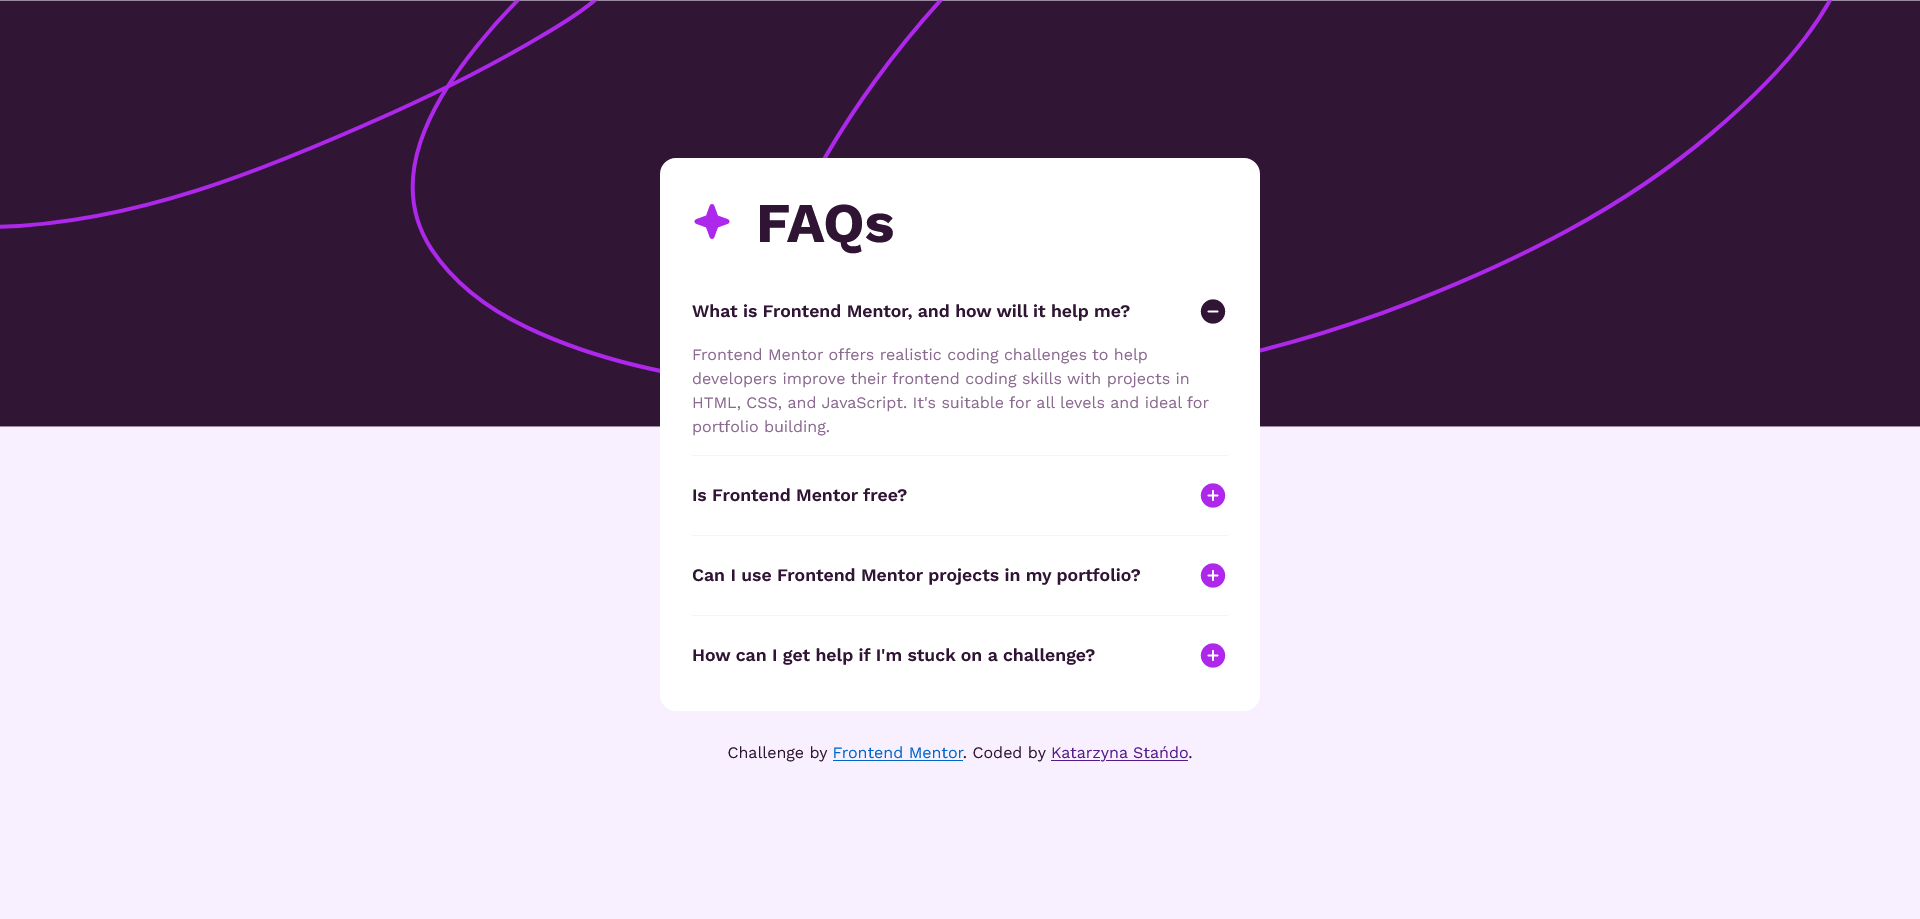 FAQs
What is Frontend Mentor, and how will it help me?
Frontend Mentor offers realistic coding challenges to help
developers improve their frontend coding skills with projects in
HTML, CSS, and JavaScript. It's suitable for all levels and ideal for
portfolio building.
Is Frontend Mentor free?
Can I use Frontend Mentor projects in my portfolio?
How can I get help if I'm stuck on a challenge?
Challenge by Frontend Mentor. Coded by Katarzyna Stańdo.